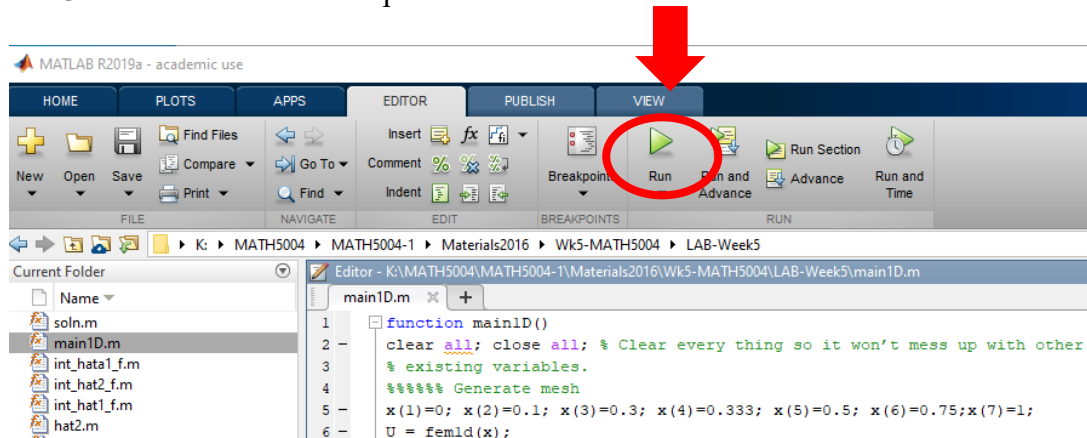 MATLAB R2019a - academic use
HOME PLOTS APPS EDITOR PUBLISH VIEW
New Open Save Find Files Compare Print
FILE
Go To Find
NAVIGATE
Insert fx
Comment %
Indent
EDIT
Breakpoints
BREAKPOINTS
Run Run and Advance Run Section Advance Run and Time
RUN
K: MATH5004 MATH5004-1 Materials2016 Wk5-MATH5004 LAB-Week5
Current Folder
Name
soln.m
main1D.m
int_hata1_f.m
int_hat2_f.m
int_hat1_f.m
hat2.m
Editor - K:\MATH5004\MATH5004-1\Materials2016\Wk5-MATH5004\LAB-Week5\main1D.m
main1D.m
1 function main1D()
2 - clear all; close all; % Clear every thing so it won't mess up with other
3 % existing variables.
4 %%%%%% Generate mesh
5 - x(1)=0; x(2)=0.1; x(3)=0.3; x(4)=0.333; x(5)=0.5; x(6)=0.75;x(7)=1;
6 - U = fem1d(x);